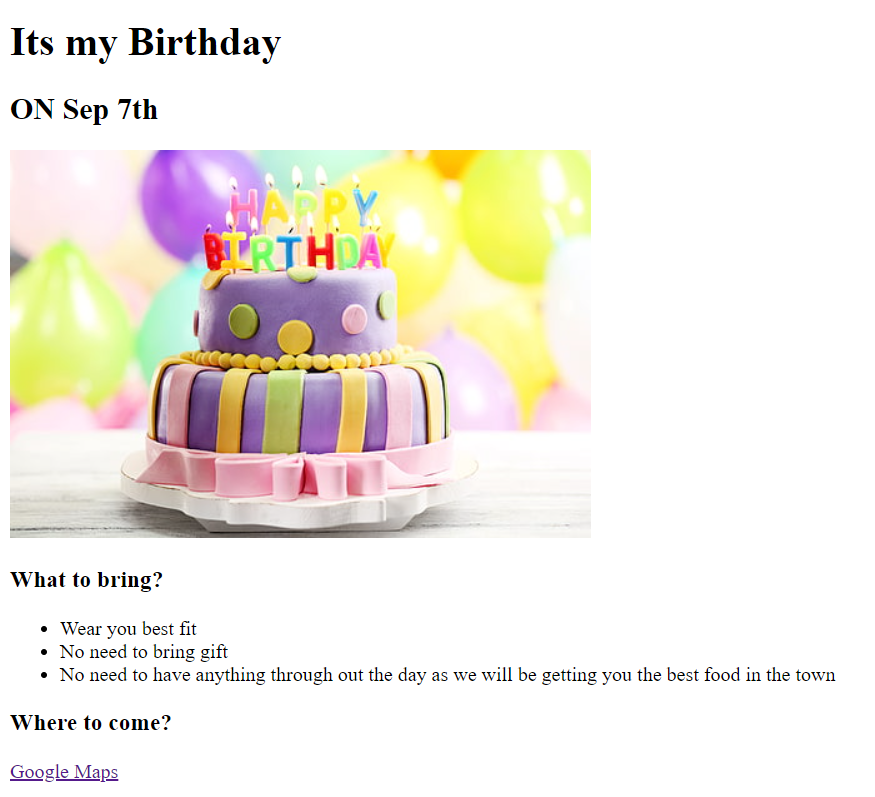 Its my Birthday
ON Sep 7th
HAPPY
BIRTHDAY
What to bring?
Wear you best fit
No need to bring gift
No need to have anything through out the day as we will be getting you the best food in the town
Where to come?
Google Maps